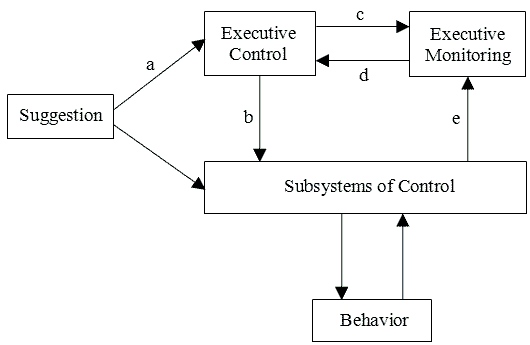 Executive
Control
c
Executive
Monitoring
a
d
Suggestion
b
e
Subsystems of Control
Behavior